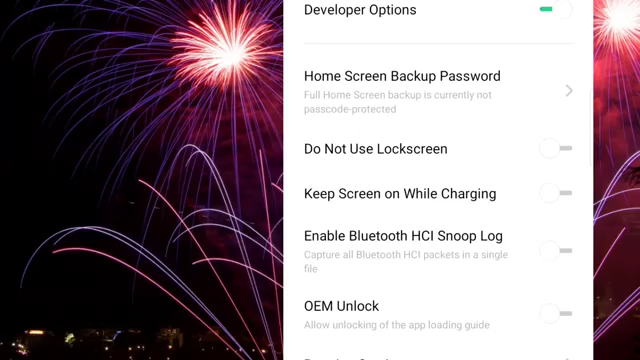 Developer Options
Home Screen Backup Password
Full Home Screen backup is currently not
passcode-protected
Do Not Use Lockscreen
Keep Screen on While Charging
Enable Bluetooth HCI Snoop Log
Capture all Bluetooth HCI packets in a single
file
OEM Unlock
Allow unlocking of the app loading guide